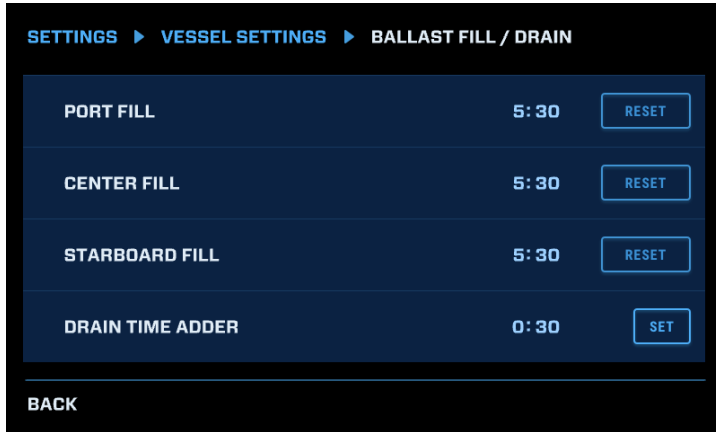 SETTINGS ▶ VESSEL SETTINGS ▶ BALLAST FILL / DRAIN
PORT FILL 5:30 RESET
CENTER FILL 5:30 RESET
STARBOARD FILL 5:30 RESET
DRAIN TIME ADDER 0:30 SET
BACK